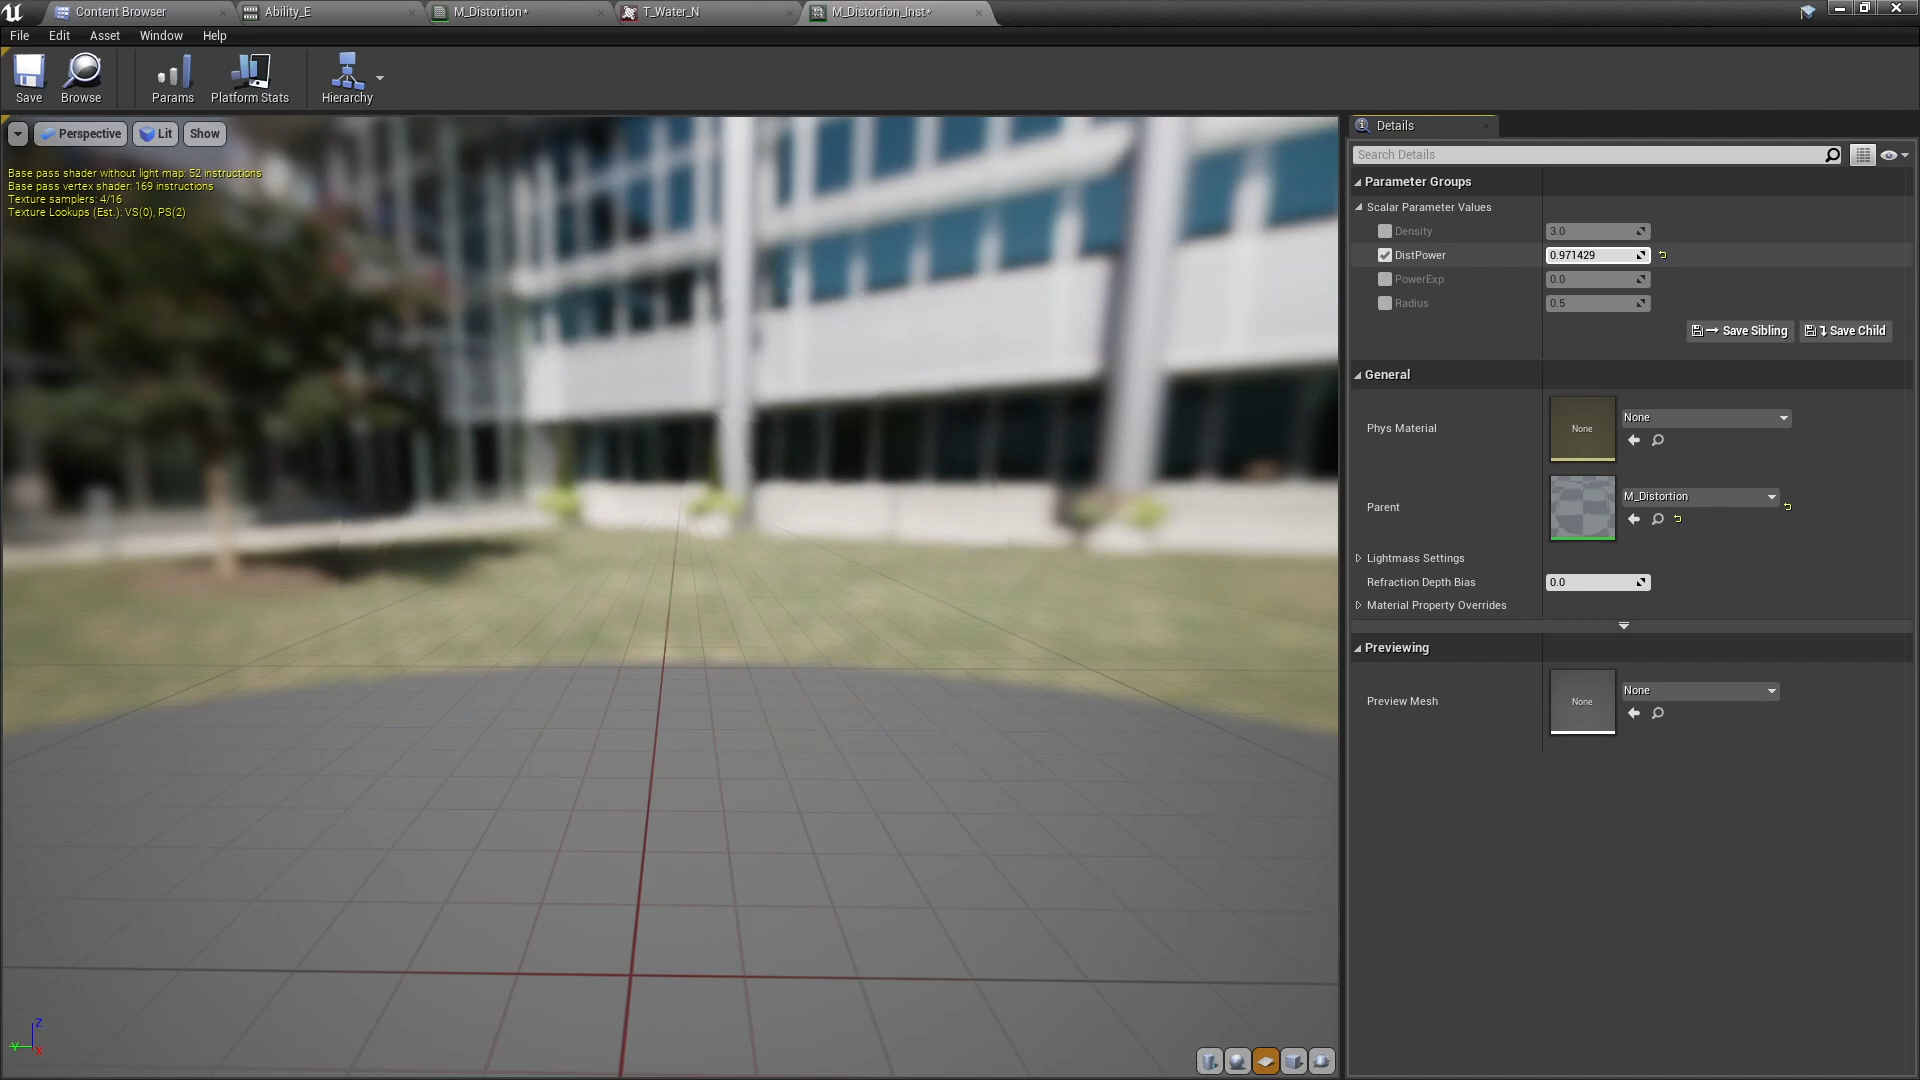 Content Browser
Ability_E
M_Distortion*
T_Water_N
M_Distortion_Inst*
File Edit Asset Window Help
Save
Browse
Params
Platform Stats
Hierarchy
Perspective
Lit
Show
Base pass shader without light map: 52 instructions
Base pass vertex shader: 169 instructions
Texture samplers: 4/16
Texture Lookups (Est.): VS(0), PS(2)
Z
Y
X
Details
Search Details
Parameter Groups
Scalar Parameter Values
Density 3.0
DistPower 0.971429
PowerExp 0.0
Radius 0.5
Save Sibling Save Child
General
Phys Material None None
Parent M_Distortion
Lightmass Settings
Refraction Depth Bias 0.0
Material Property Overrides
Previewing
Preview Mesh None None